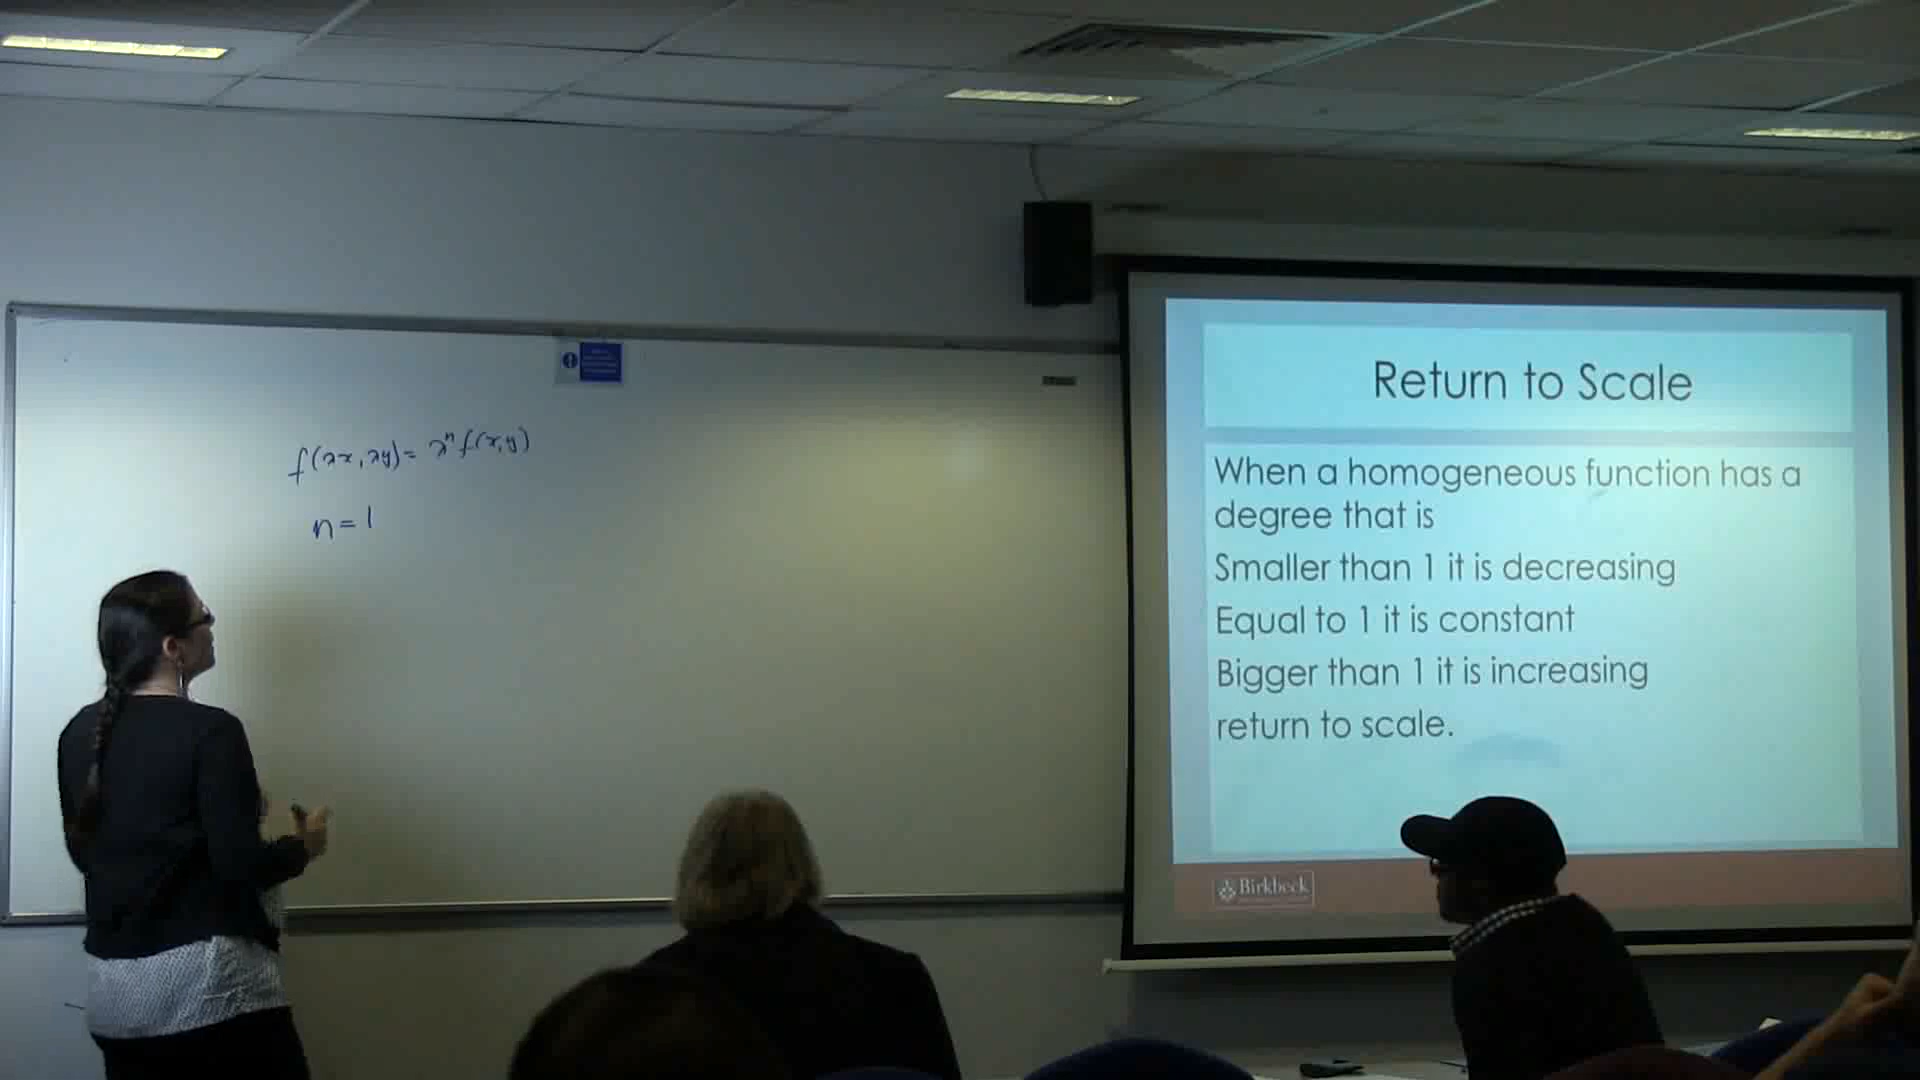 f(λx, λy) = λⁿ f(x, y)
n = 1
Return to Scale
When a homogeneous function has a
degree that is
Smaller than 1 it is decreasing
Equal to 1 it is constant
Bigger than 1 it is increasing
return to scale.
Birkbeck